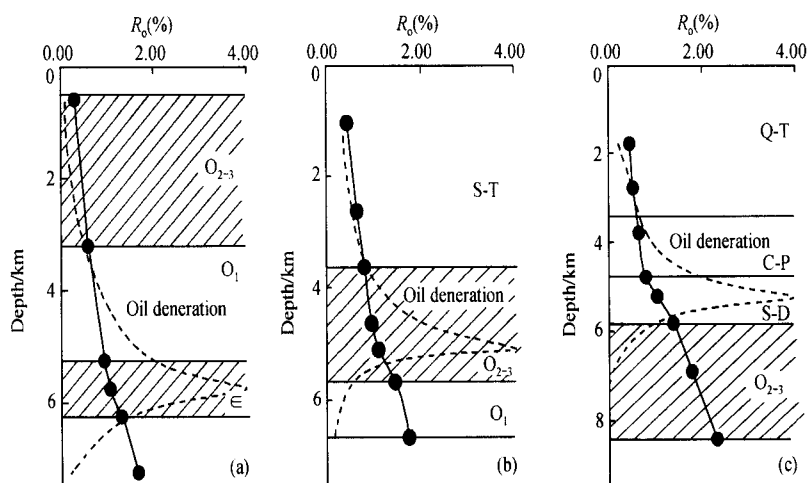 Rₒ(%)
0.00 2.00 4.00
0
2
4
6
Depth/km
O₂₋₃
O₁
Oil deneration
∈
(a)
Rₒ(%)
0.00 2.00 4.00
0
2
4
6
Depth/km
S-T
Oil deneration
O₂₋₃
O₁
(b)
Rₒ(%)
0.00 2.00 4.00
0
2
4
6
8
Depth/km
Q-T
Oil deneration
C-P
S-D
O₂₋₃
(c)